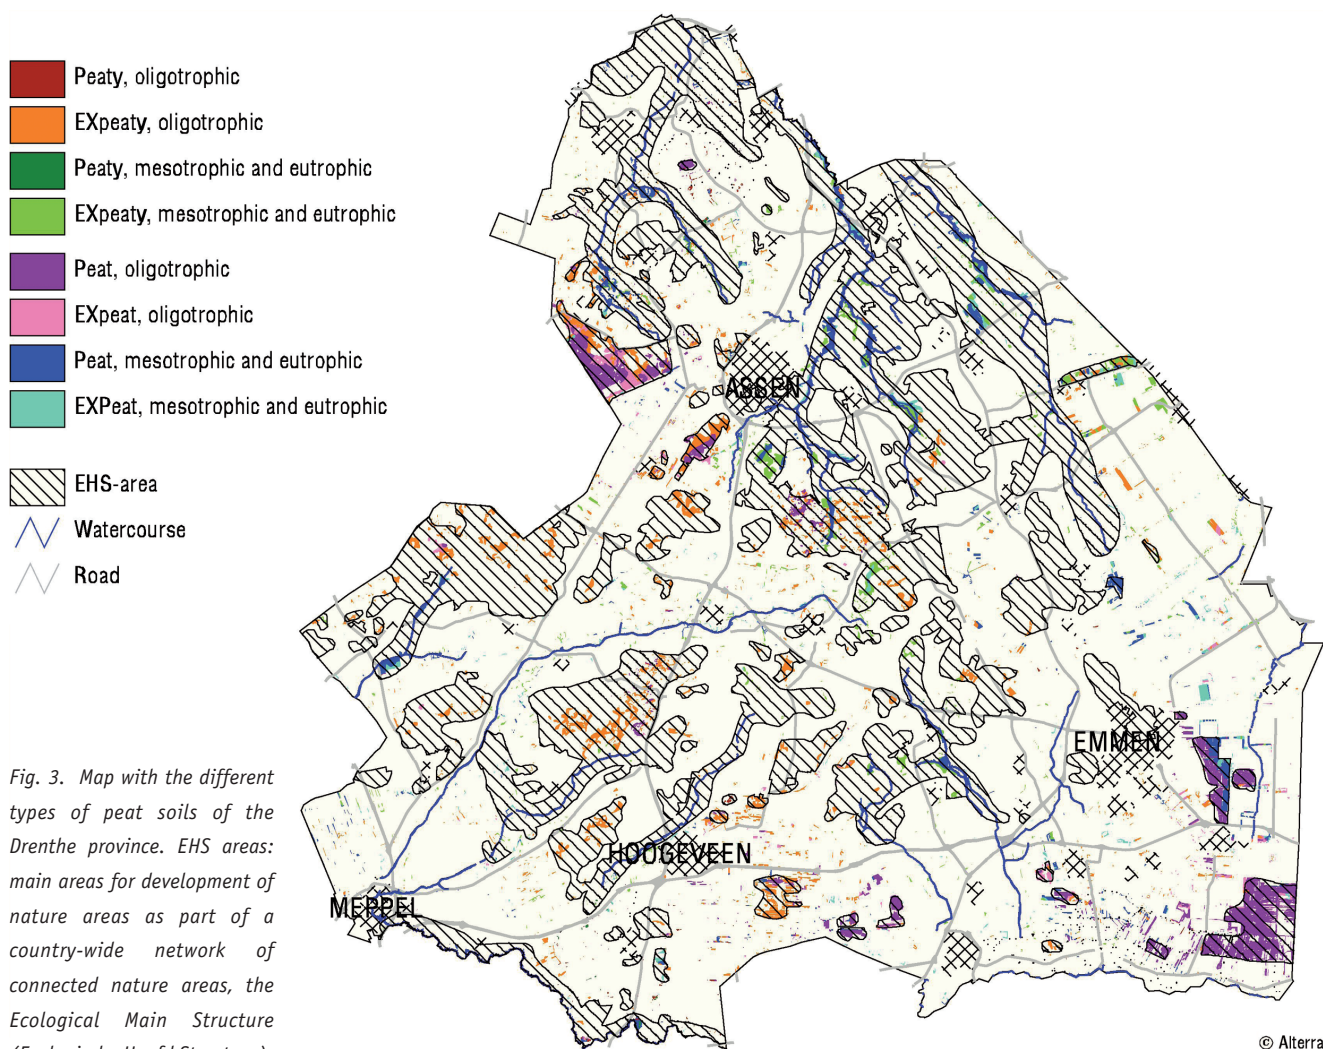 Peaty, oligotrophic
EXpeaty, oligotrophic
Peaty, mesotrophic and eutrophic
EXpeaty, mesotrophic and eutrophic
Peat, oligotrophic
EXpeat, oligotrophic
Peat, mesotrophic and eutrophic
EXPeat, mesotrophic and eutrophic
EHS-area
Watercourse
Road
ASSEN
EMMEN
HOOGEVEEN
MEPPEL
Fig. 3. Map with the different
types of peat soils of the
Drenthe province. EHS areas:
main areas for development of
nature areas as part of a
country-wide network of
connected nature areas, the
Ecological Main Structure
© Alterra